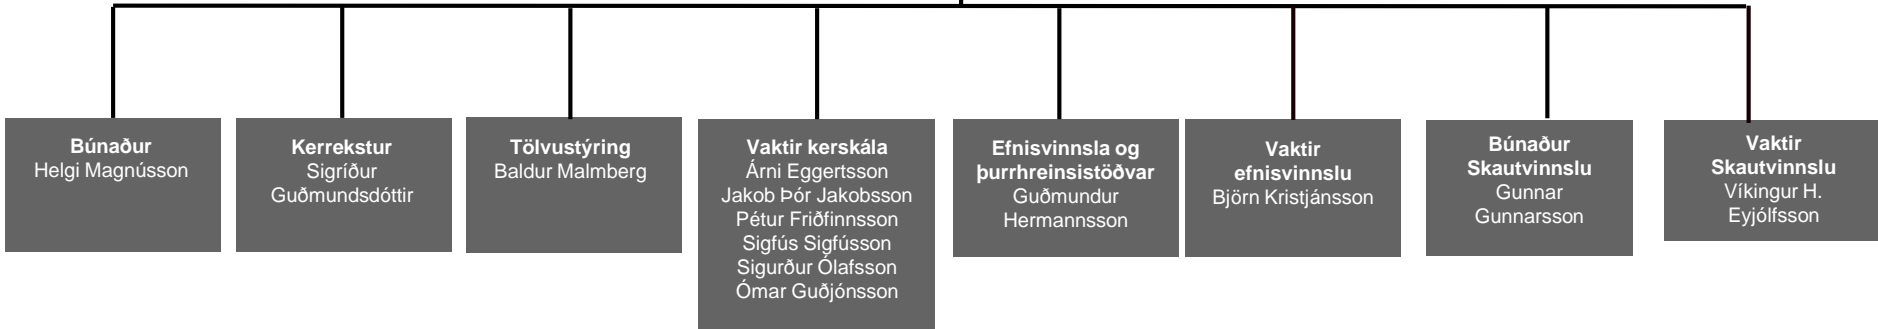 Búnaður
Helgi Magnússon
Kerrekstur
Sigríður
Guðmundsdóttir
Tölvustýring
Baldur Malmberg
Vaktir kerskála
Árni Eggertsson
Jakob Þór Jakobsson
Pétur Friðfinnsson
Sigfús Sigfússon
Sigurður Ólafsson
Ómar Guðjónsson
Efnisvinnsla og
þurrhreinsistöðvar
Guðmundur
Hermannsson
Vaktir
efnisvinnslu
Björn Kristjánsson
Búnaður
Skautvinnslu
Gunnar
Gunnarsson
Vaktir
Skautvinnslu
Víkingur H.
Eyjólfsson